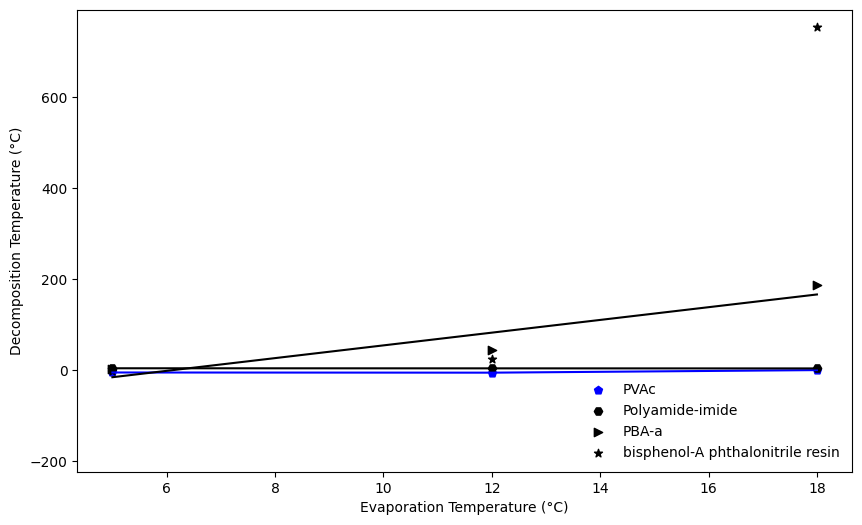 600
400
200
0
−200
6
8
10
12
14
16
18
Decomposition Temperature (°C)
Evaporation Temperature (°C)
PVAc
Polyamide-imide
PBA-a
bisphenol-A phthalonitrile resin